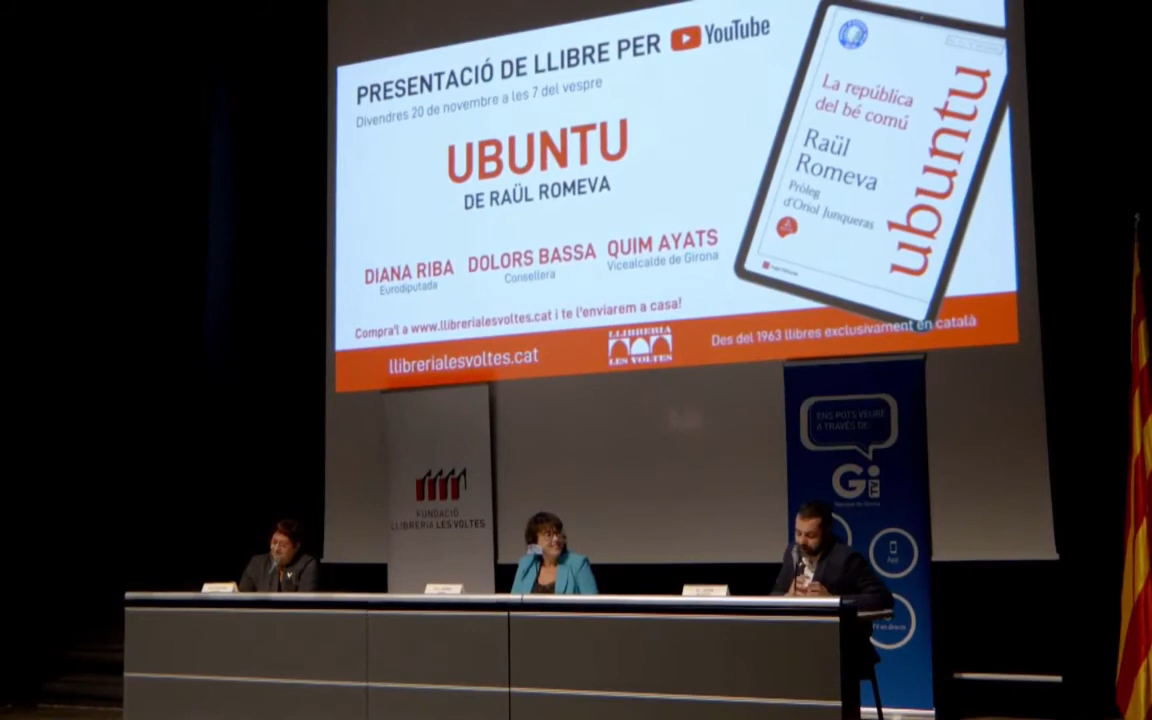 PRESENTACIÓ DE LLIBRE PER YouTube
Divendres 20 de novembre a les 7 del vespre
UBUNTU
DE RAÜL ROMEVA
DIANA RIBA
Eurodiputada
DOLORS BASSA
Consellera
QUIM AYATS
Vicealcalde de Girona
Compra'l a www.llibrerialesvoltes.cat i te l'enviarem a casa!
llibrerialesvoltes.cat
LLIBRERIA
LES VOLTES
Des del 1963 llibres exclusivament en català
La república
del bé comú
Raül
Romeva
Pròleg
d'Oriol Junqueras
ubuntu
FUNDACIÓ
LLIBRERIA LES VOLTES
ENS POTS VEURE
A TRAVÉS DE:
Gi
TV
App